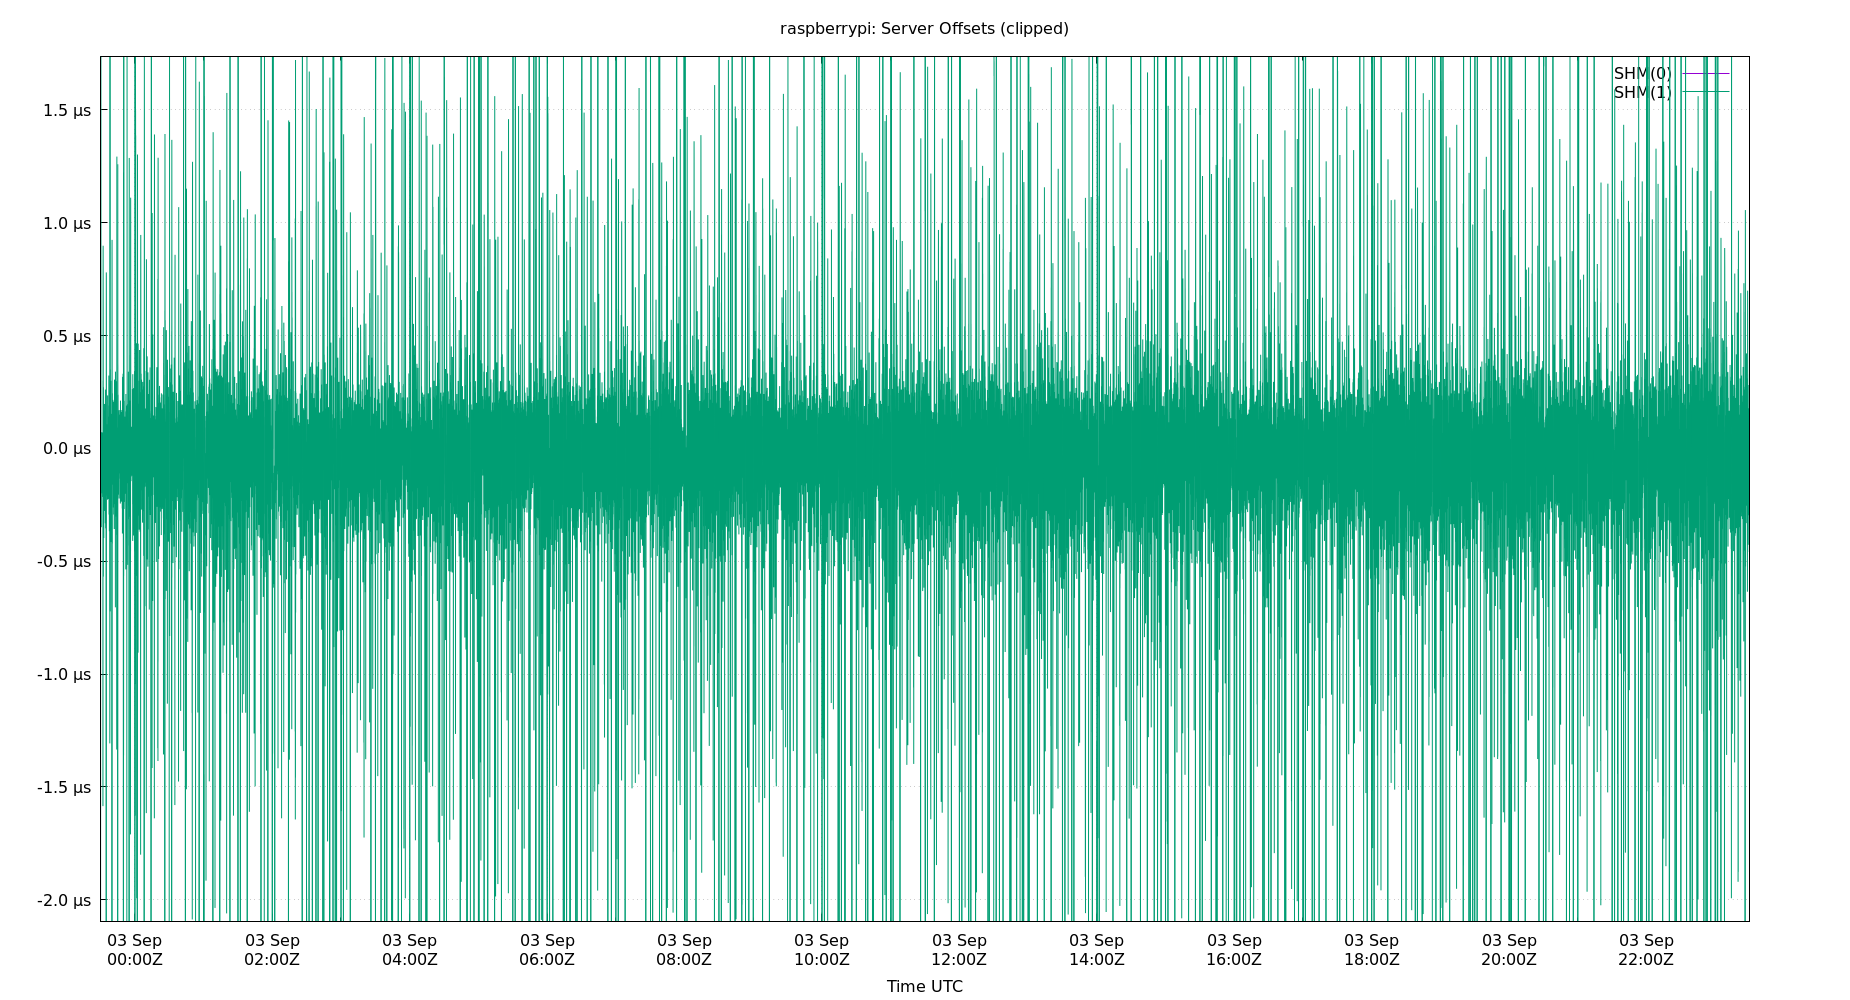 raspberrypi: Server Offsets (clipped)
SHM(0)
SHM(1)
1.5 µs
1.0 µs
0.5 µs
0.0 µs
-0.5 µs
-1.0 µs
-1.5 µs
-2.0 µs
03 Sep 03 Sep 03 Sep 03 Sep 03 Sep 03 Sep 03 Sep 03 Sep 03 Sep 03 Sep 03 Sep 03 Sep
00:00Z 02:00Z 04:00Z 06:00Z 08:00Z 10:00Z 12:00Z 14:00Z 16:00Z 18:00Z 20:00Z 22:00Z
Time UTC